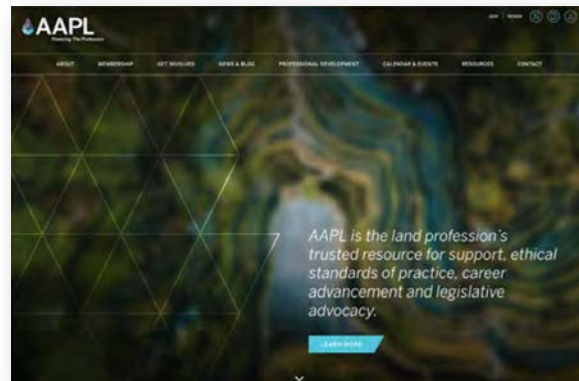 AAPL
Powering The Profession
JOIN RENEW
ABOUT MEMBERSHIP GET INVOLVED NEWS & BLOG PROFESSIONAL DEVELOPMENT CALENDAR & EVENTS RESOURCES CONTACT
AAPL is the land profession's
trusted resource for support, ethical
standards of practice, career
advancement and legislative
advocacy.
LEARN MORE